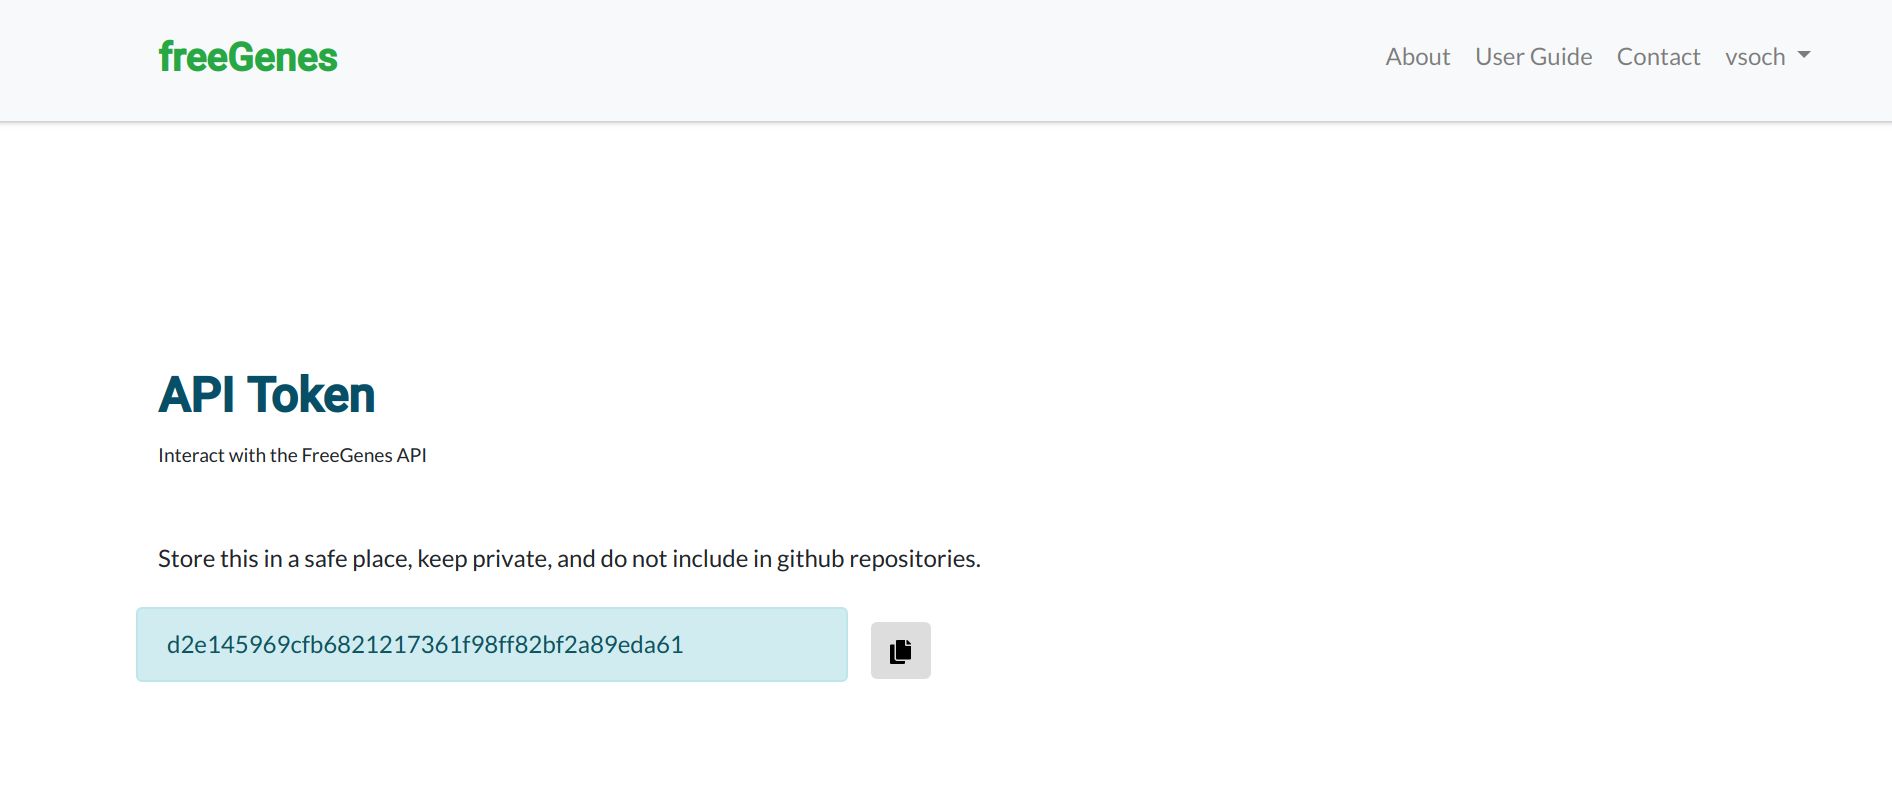 freeGenes
About User Guide Contact vsoch
API Token
Interact with the FreeGenes API
Store this in a safe place, keep private, and do not include in github repositories.
d2e145969cfb6821217361f98ff82bf2a89eda61